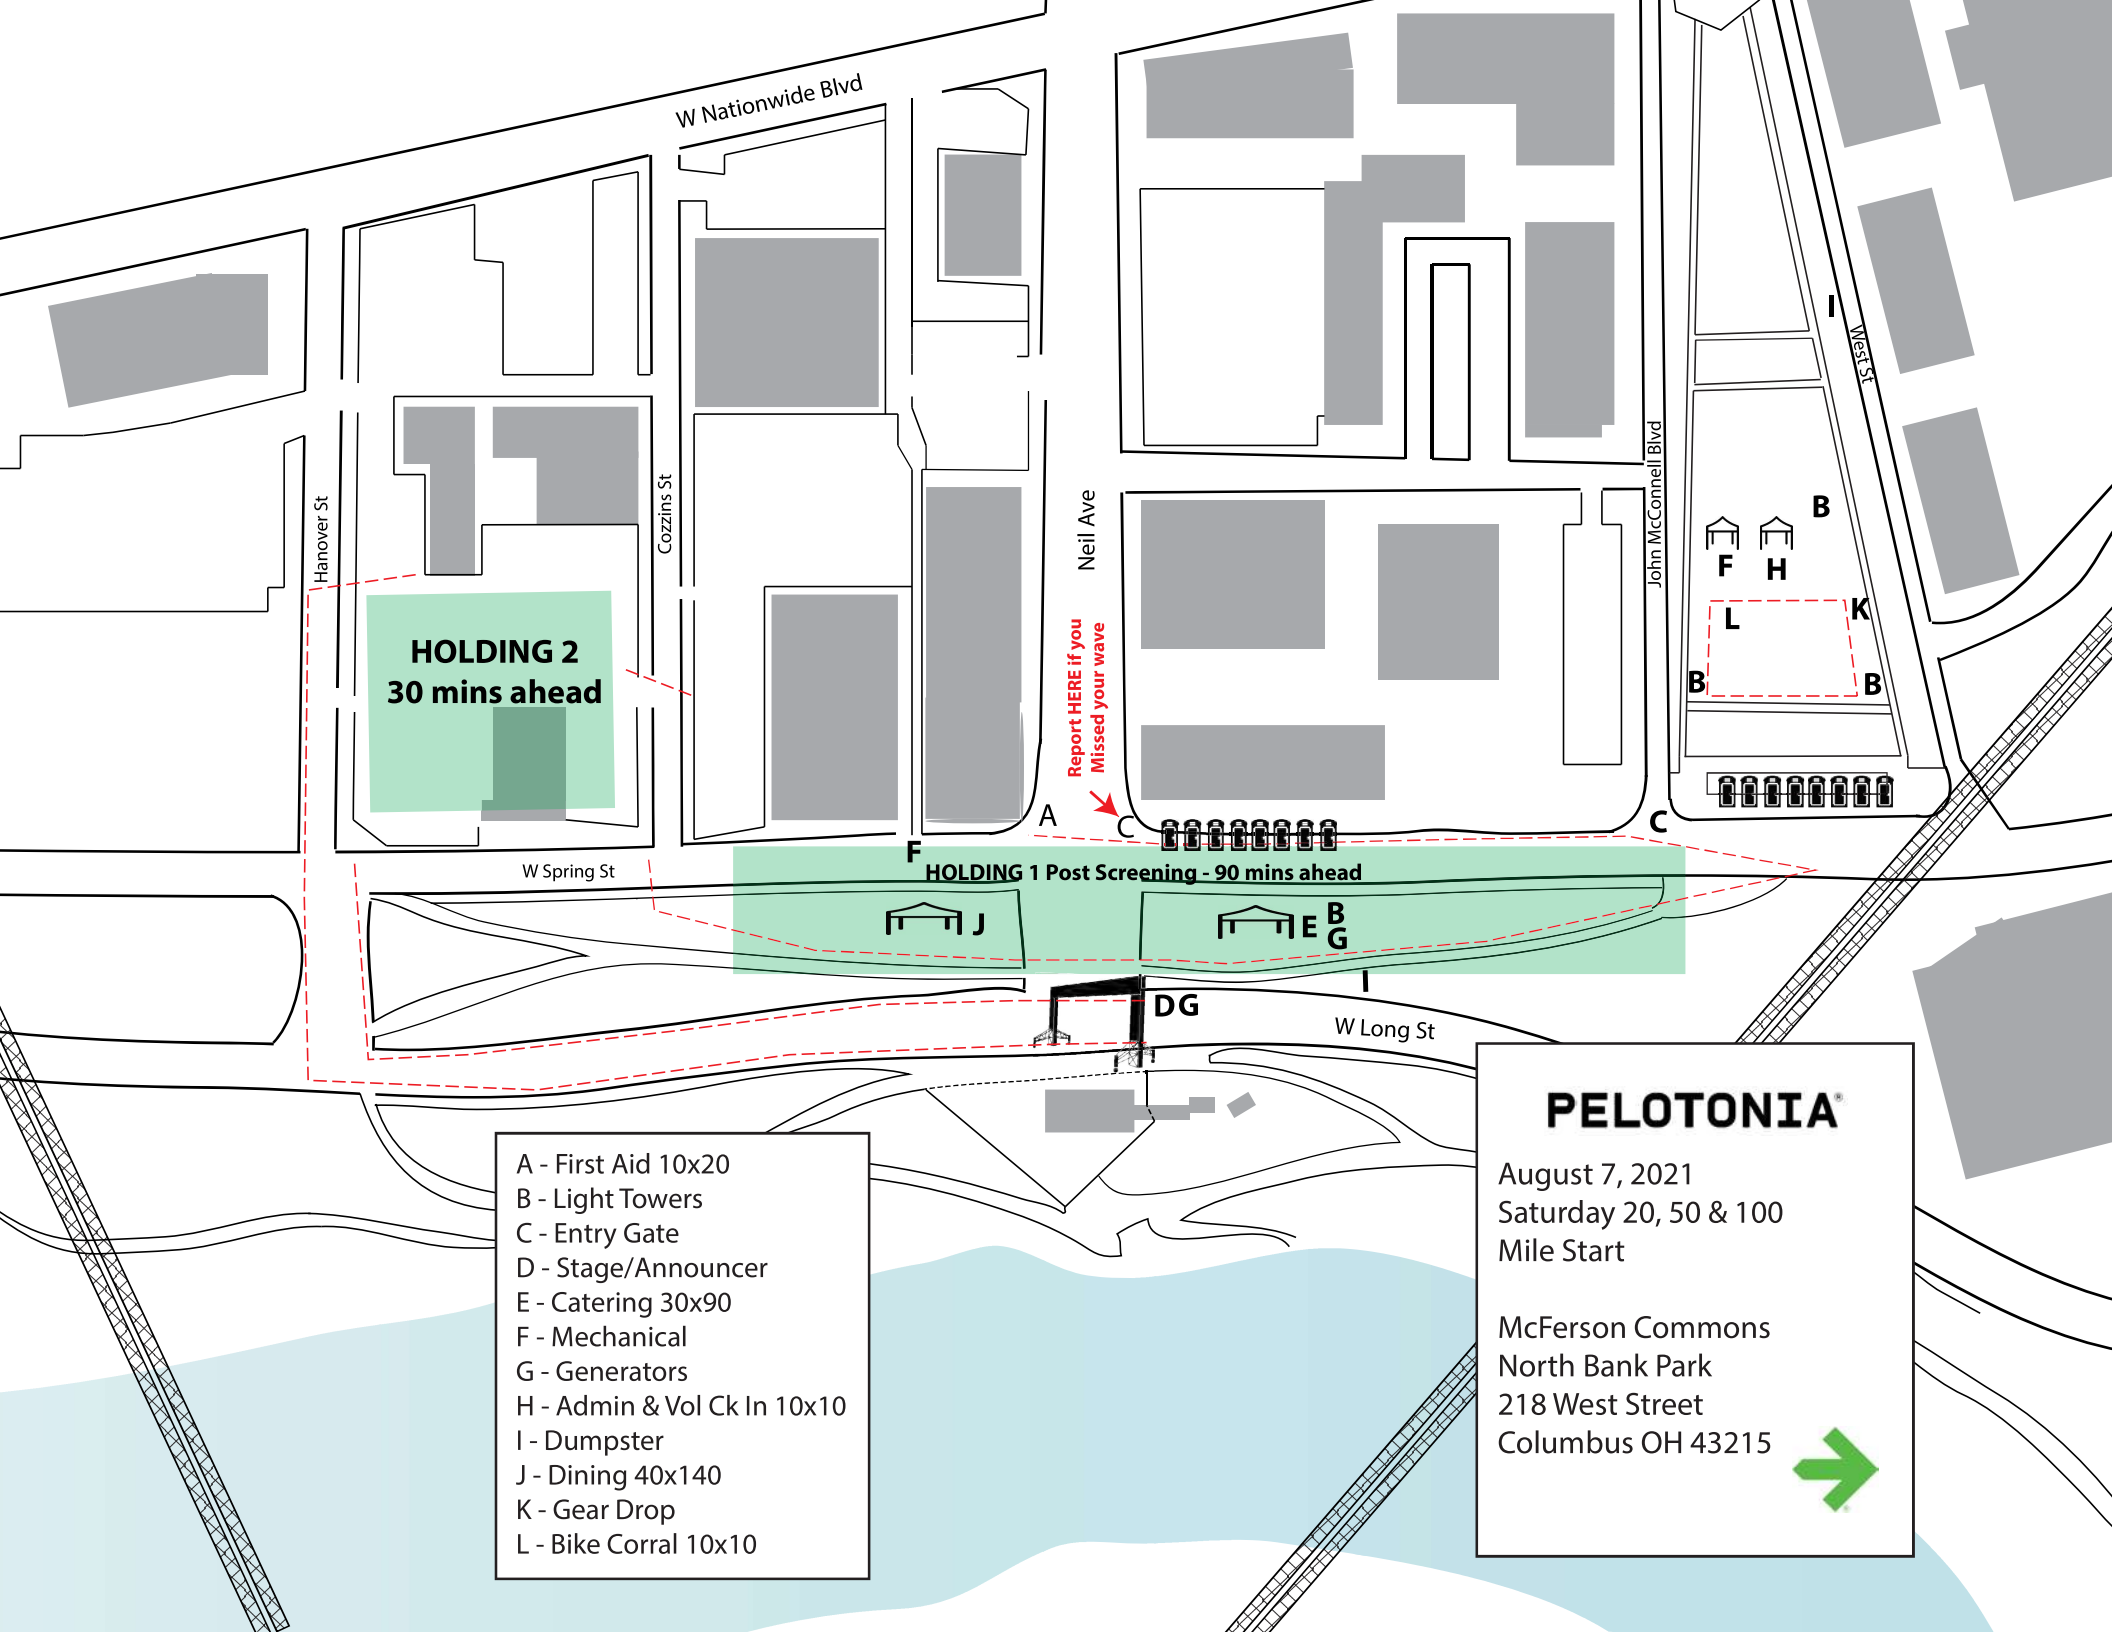 W Nationwide Blvd
Hanover St
Cozzins St
Neil Ave
John McConnell Blvd
West St
I
B
F
H
K
L
B
B
HOLDING 2
30 mins ahead
Report HERE if you
Missed your wave
A
C
C
F
W Spring St
HOLDING 1 Post Screening - 90 mins ahead
J
E
B
G
I
D G
W Long St
A - First Aid 10x20
B - Light Towers
C - Entry Gate
D - Stage/Announcer
E - Catering 30x90
F - Mechanical
G - Generators
H - Admin & Vol Ck In 10x10
I - Dumpster
J - Dining 40x140
K - Gear Drop
L - Bike Corral 10x10
PELOTONIA®
August 7, 2021
Saturday 20, 50 & 100
Mile Start
McFerson Commons
North Bank Park
218 West Street
Columbus OH 43215